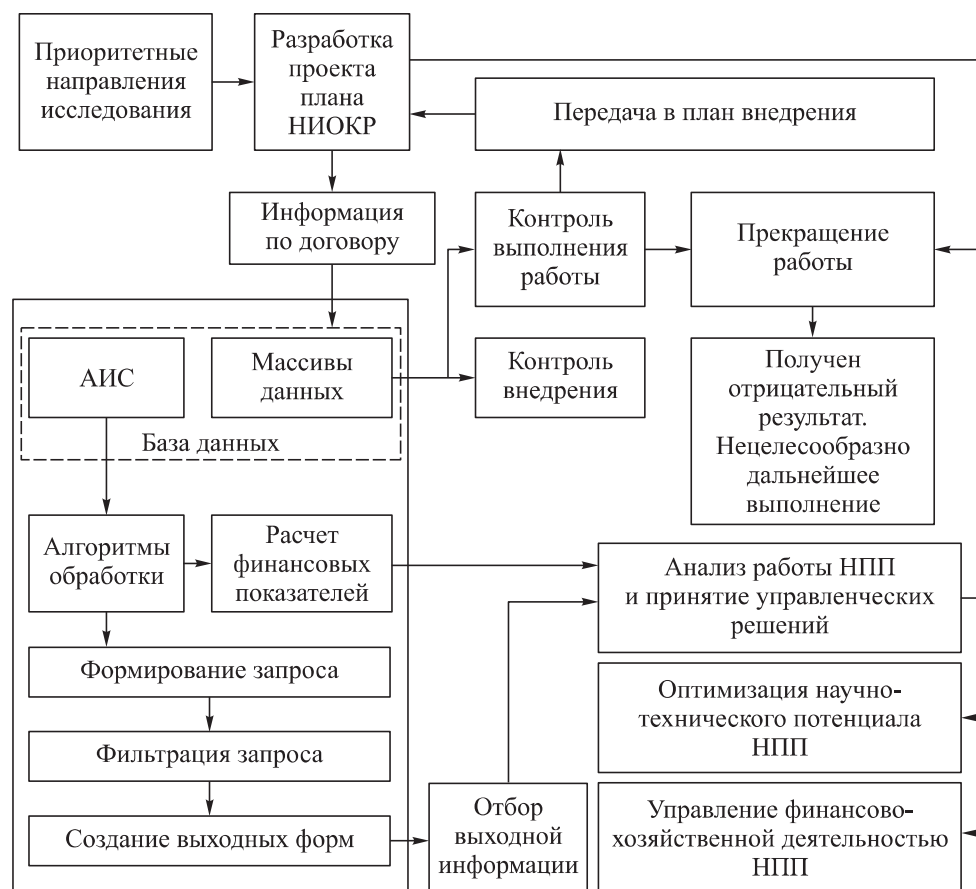 Приоритетные
направления
исследования
Разработка
проекта
плана
НИОКР
Передача в план внедрения
Информация
по договору
Контроль
выполнения
работы
Прекращение
работы
АИС
Массивы
данных
База данных
Контроль
внедрения
Получен
отрицательный
результат.
Нецелесообразно
дальнейшее
выполнение
Алгоритмы
обработки
Расчет
финансовых
показателей
Анализ работы НПП
и принятие управленческих
решений
Формирование запроса
Оптимизация научно-
технического потенциала
НПП
Фильтрация запроса
Создание выходных форм
Отбор
выходной
информации
Управление финансово-
хозяйственной деятельностью
НПП